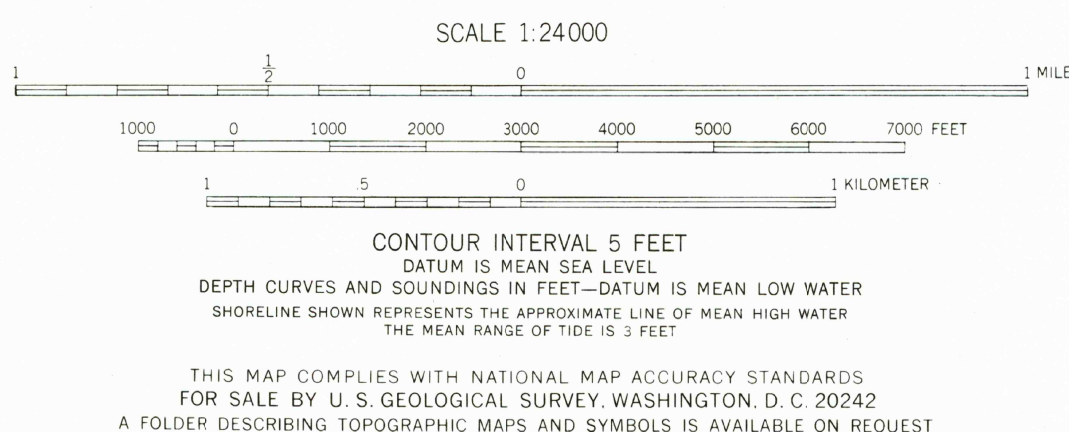 SCALE 1:24000
1 1/2 0 1 MILE
1000 0 1000 2000 3000 4000 5000 6000 7000 FEET
1 .5 0 1 KILOMETER
CONTOUR INTERVAL 5 FEET
DATUM IS MEAN SEA LEVEL
DEPTH CURVES AND SOUNDINGS IN FEET—DATUM IS MEAN LOW WATER
SHORELINE SHOWN REPRESENTS THE APPROXIMATE LINE OF MEAN HIGH WATER
THE MEAN RANGE OF TIDE IS 3 FEET
THIS MAP COMPLIES WITH NATIONAL MAP ACCURACY STANDARDS
FOR SALE BY U. S. GEOLOGICAL SURVEY, WASHINGTON, D. C. 20242
A FOLDER DESCRIBING TOPOGRAPHIC MAPS AND SYMBOLS IS AVAILABLE ON REQUEST